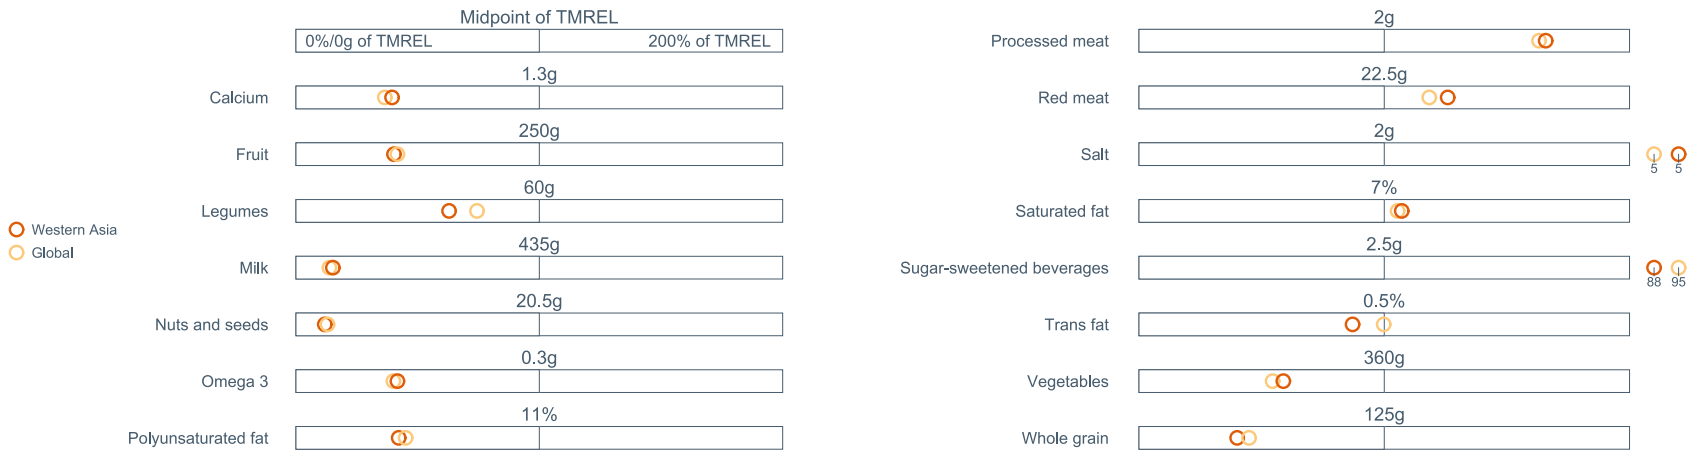 Midpoint of TMREL
0%/0g of TMREL
200% of TMREL
1.3g
Calcium
250g
Fruit
60g
Legumes
435g
Milk
20.5g
Nuts and seeds
0.3g
Omega 3
11%
Polyunsaturated fat
Western Asia
Global
2g
Processed meat
22.5g
Red meat
2g
Salt
5
5
7%
Saturated fat
2.5g
Sugar-sweetened beverages
88
95
0.5%
Trans fat
360g
Vegetables
125g
Whole grain